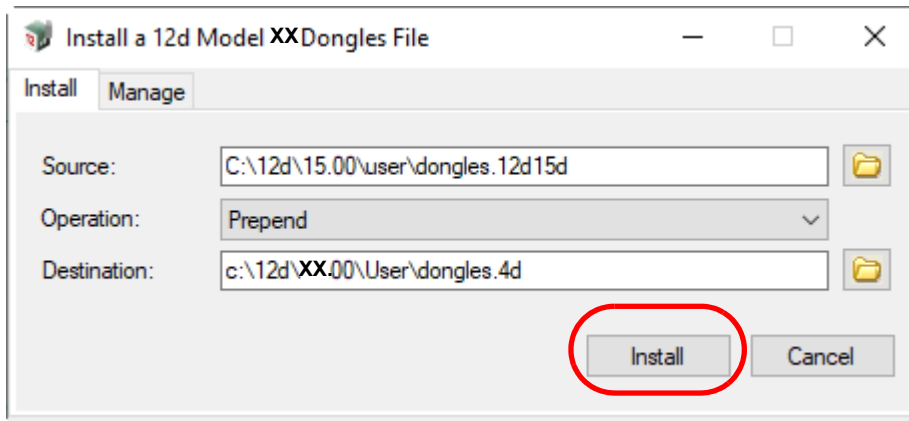 Install a 12d Model XX Dongles File
Install Manage
Source: C:\12d\15.00\user\dongles.12d15d
Operation: Prepend
Destination: c:\12d\XX.00\User\dongles.4d
Install Cancel